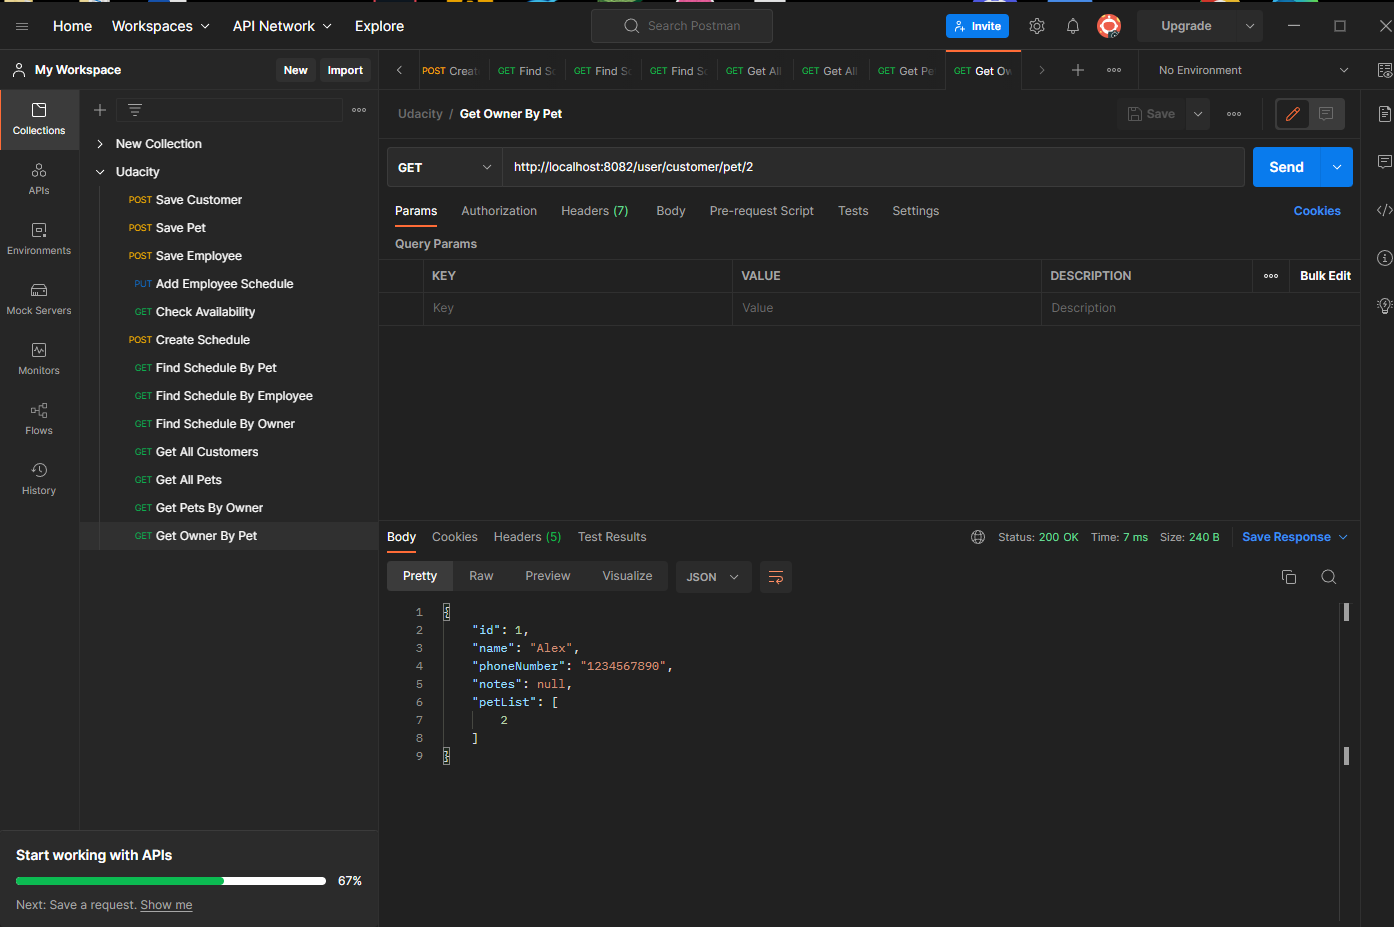 Home Workspaces API Network Explore Search Postman Invite Upgrade
My Workspace New Import
POST GET Find GET Find GET Find GET Get All GET Get All GET Get GET Get No Environment
Collections
APIs
Environments
Mock Servers
Monitors
Flows
History
New Collection
Udacity
POST Save Customer
POST Save Pet
POST Save Employee
PUT Add Employee Schedule
GET Check Availability
POST Create Schedule
GET Find Schedule By Pet
GET Find Schedule By Employee
GET Find Schedule By Owner
GET Get All Customers
GET Get All Pets
GET Get Pets By Owner
GET Get Owner By Pet
Start working with APIs
67%
Next: Save a request. Show me
Udacity / Get Owner By Pet Save
GET http://localhost:8082/user/customer/pet/2 Send
Params Authorization Headers (7) Body Pre-request Script Tests Settings Cookies
Query Params
KEY VALUE DESCRIPTION Bulk Edit
Key Value Description
Body Cookies Headers (5) Test Results Status: 200 OK Time: 7 ms Size: 240 B Save Response
Pretty Raw Preview Visualize JSON
1 {
2 "id": 1,
3 "name": "Alex",
4 "phoneNumber": "1234567890",
5 "notes": null,
6 "petList": [
7 2
8 ]
9 }